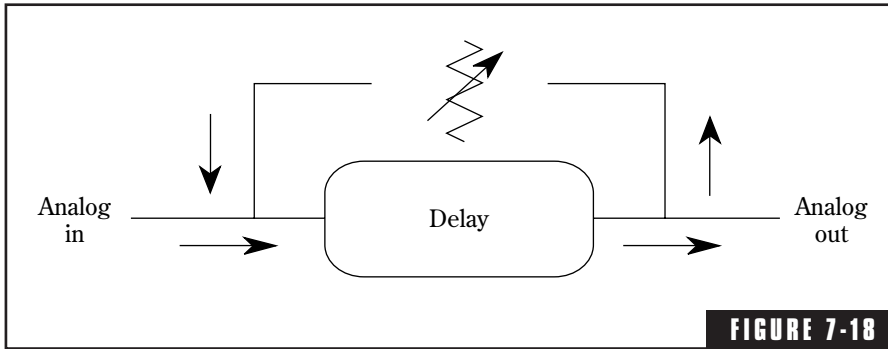 Analog
in
Delay
Analog
out
FIGURE 7-18